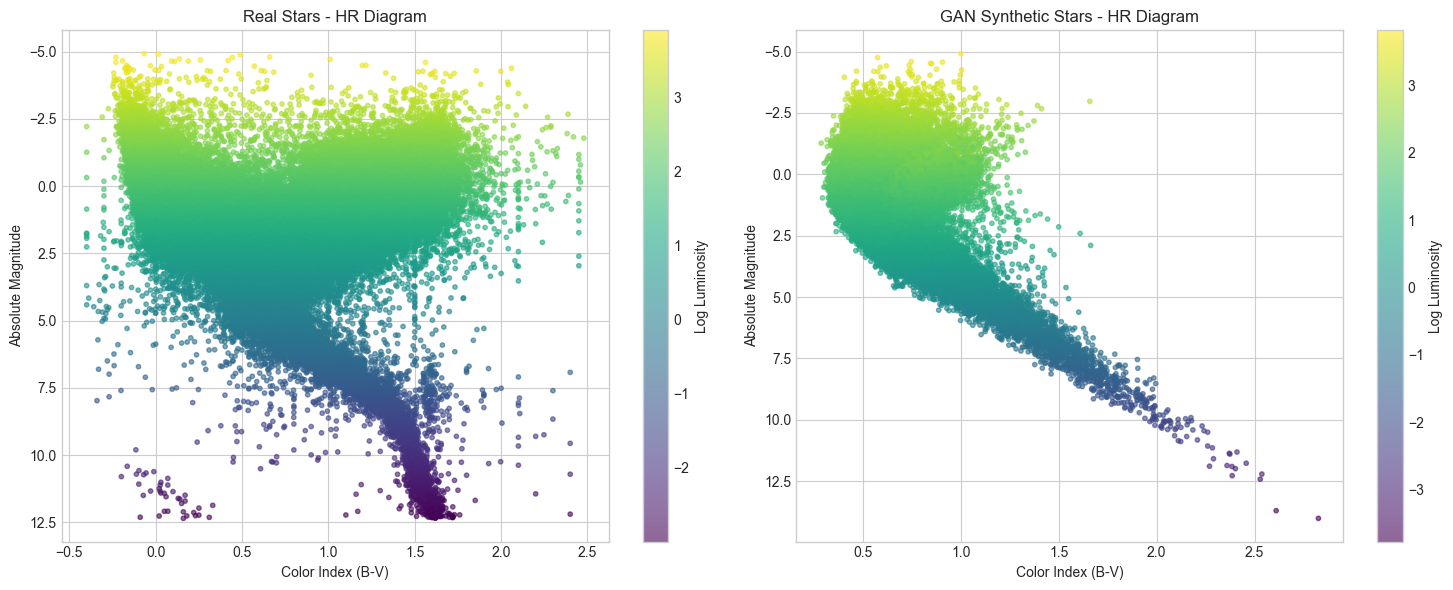 Real Stars - HR Diagram
−5.0
−2.5
0.0
2.5
5.0
7.5
10.0
12.5
Absolute Magnitude
−0.5 0.0 0.5 1.0 1.5 2.0 2.5
Color Index (B-V)
3
2
1
0
−1
−2
Log Luminosity
GAN Synthetic Stars - HR Diagram
−5.0
−2.5
0.0
2.5
5.0
7.5
10.0
12.5
Absolute Magnitude
0.5 1.0 1.5 2.0 2.5
Color Index (B-V)
3
2
1
0
−1
−2
−3
Log Luminosity